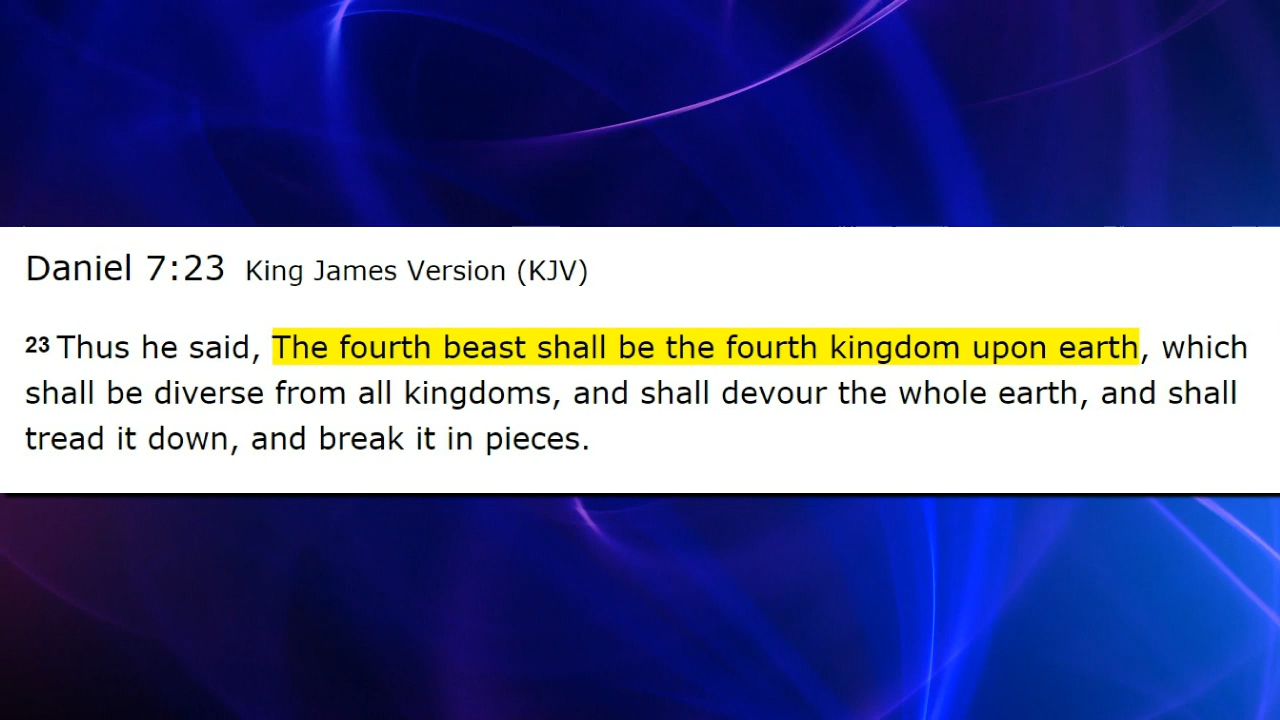 Daniel 7:23 King James Version (KJV)
23 Thus he said, The fourth beast shall be the fourth kingdom upon earth, which
shall be diverse from all kingdoms, and shall devour the whole earth, and shall
tread it down, and break it in pieces.